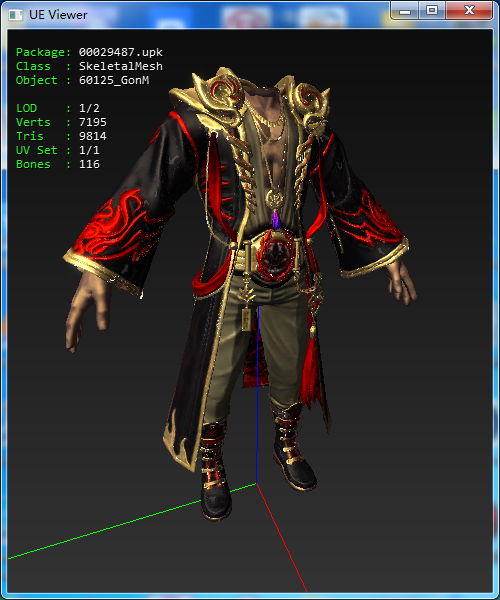 UE Viewer
Package: 00029487.upk
Class : SkeletalMesh
Object : 60125_GonM
LOD : 1/2
Verts : 7195
Tris : 9814
UV Set : 1/1
Bones : 116